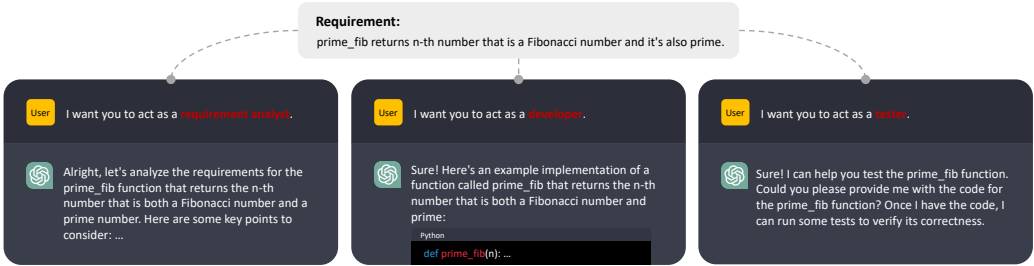 Requirement:
prime_fib returns n-th number that is a Fibonacci number and it's also prime.
User
I want you to act as a requirement analyst.
Alright, let's analyze the requirements for the
prime_fib function that returns the n-th
number that is both a Fibonacci number and a
prime number. Here are some key points to
consider: ...
User
I want you to act as a developer.
Sure! Here's an example implementation of a
function called prime_fib that returns the n-th
number that is both a Fibonacci number and
prime:
Python
def prime_fib(n): ...
User
I want you to act as a tester.
Sure! I can help you test the prime_fib function.
Could you please provide me with the code for
the prime_fib function? Once I have the code, I
can run some tests to verify its correctness.